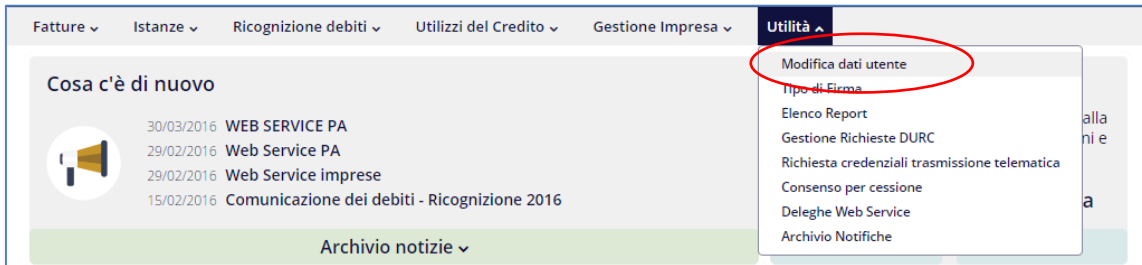 Fatture Istanze Ricognizione debiti Utilizzi del Credito Gestione Impresa Utilità
Cosa c'è di nuovo
30/03/2016 WEB SERVICE PA
29/02/2016 Web Service PA
29/02/2016 Web Service imprese
15/02/2016 Comunicazione dei debiti - Ricognizione 2016
Archivio notizie
Modifica dati utente
Tipo di Firma
Elenco Report
Gestione Richieste DURC
Richiesta credenziali trasmissione telematica
Consenso per cessione
Deleghe Web Service
Archivio Notifiche
alla
ni e
a